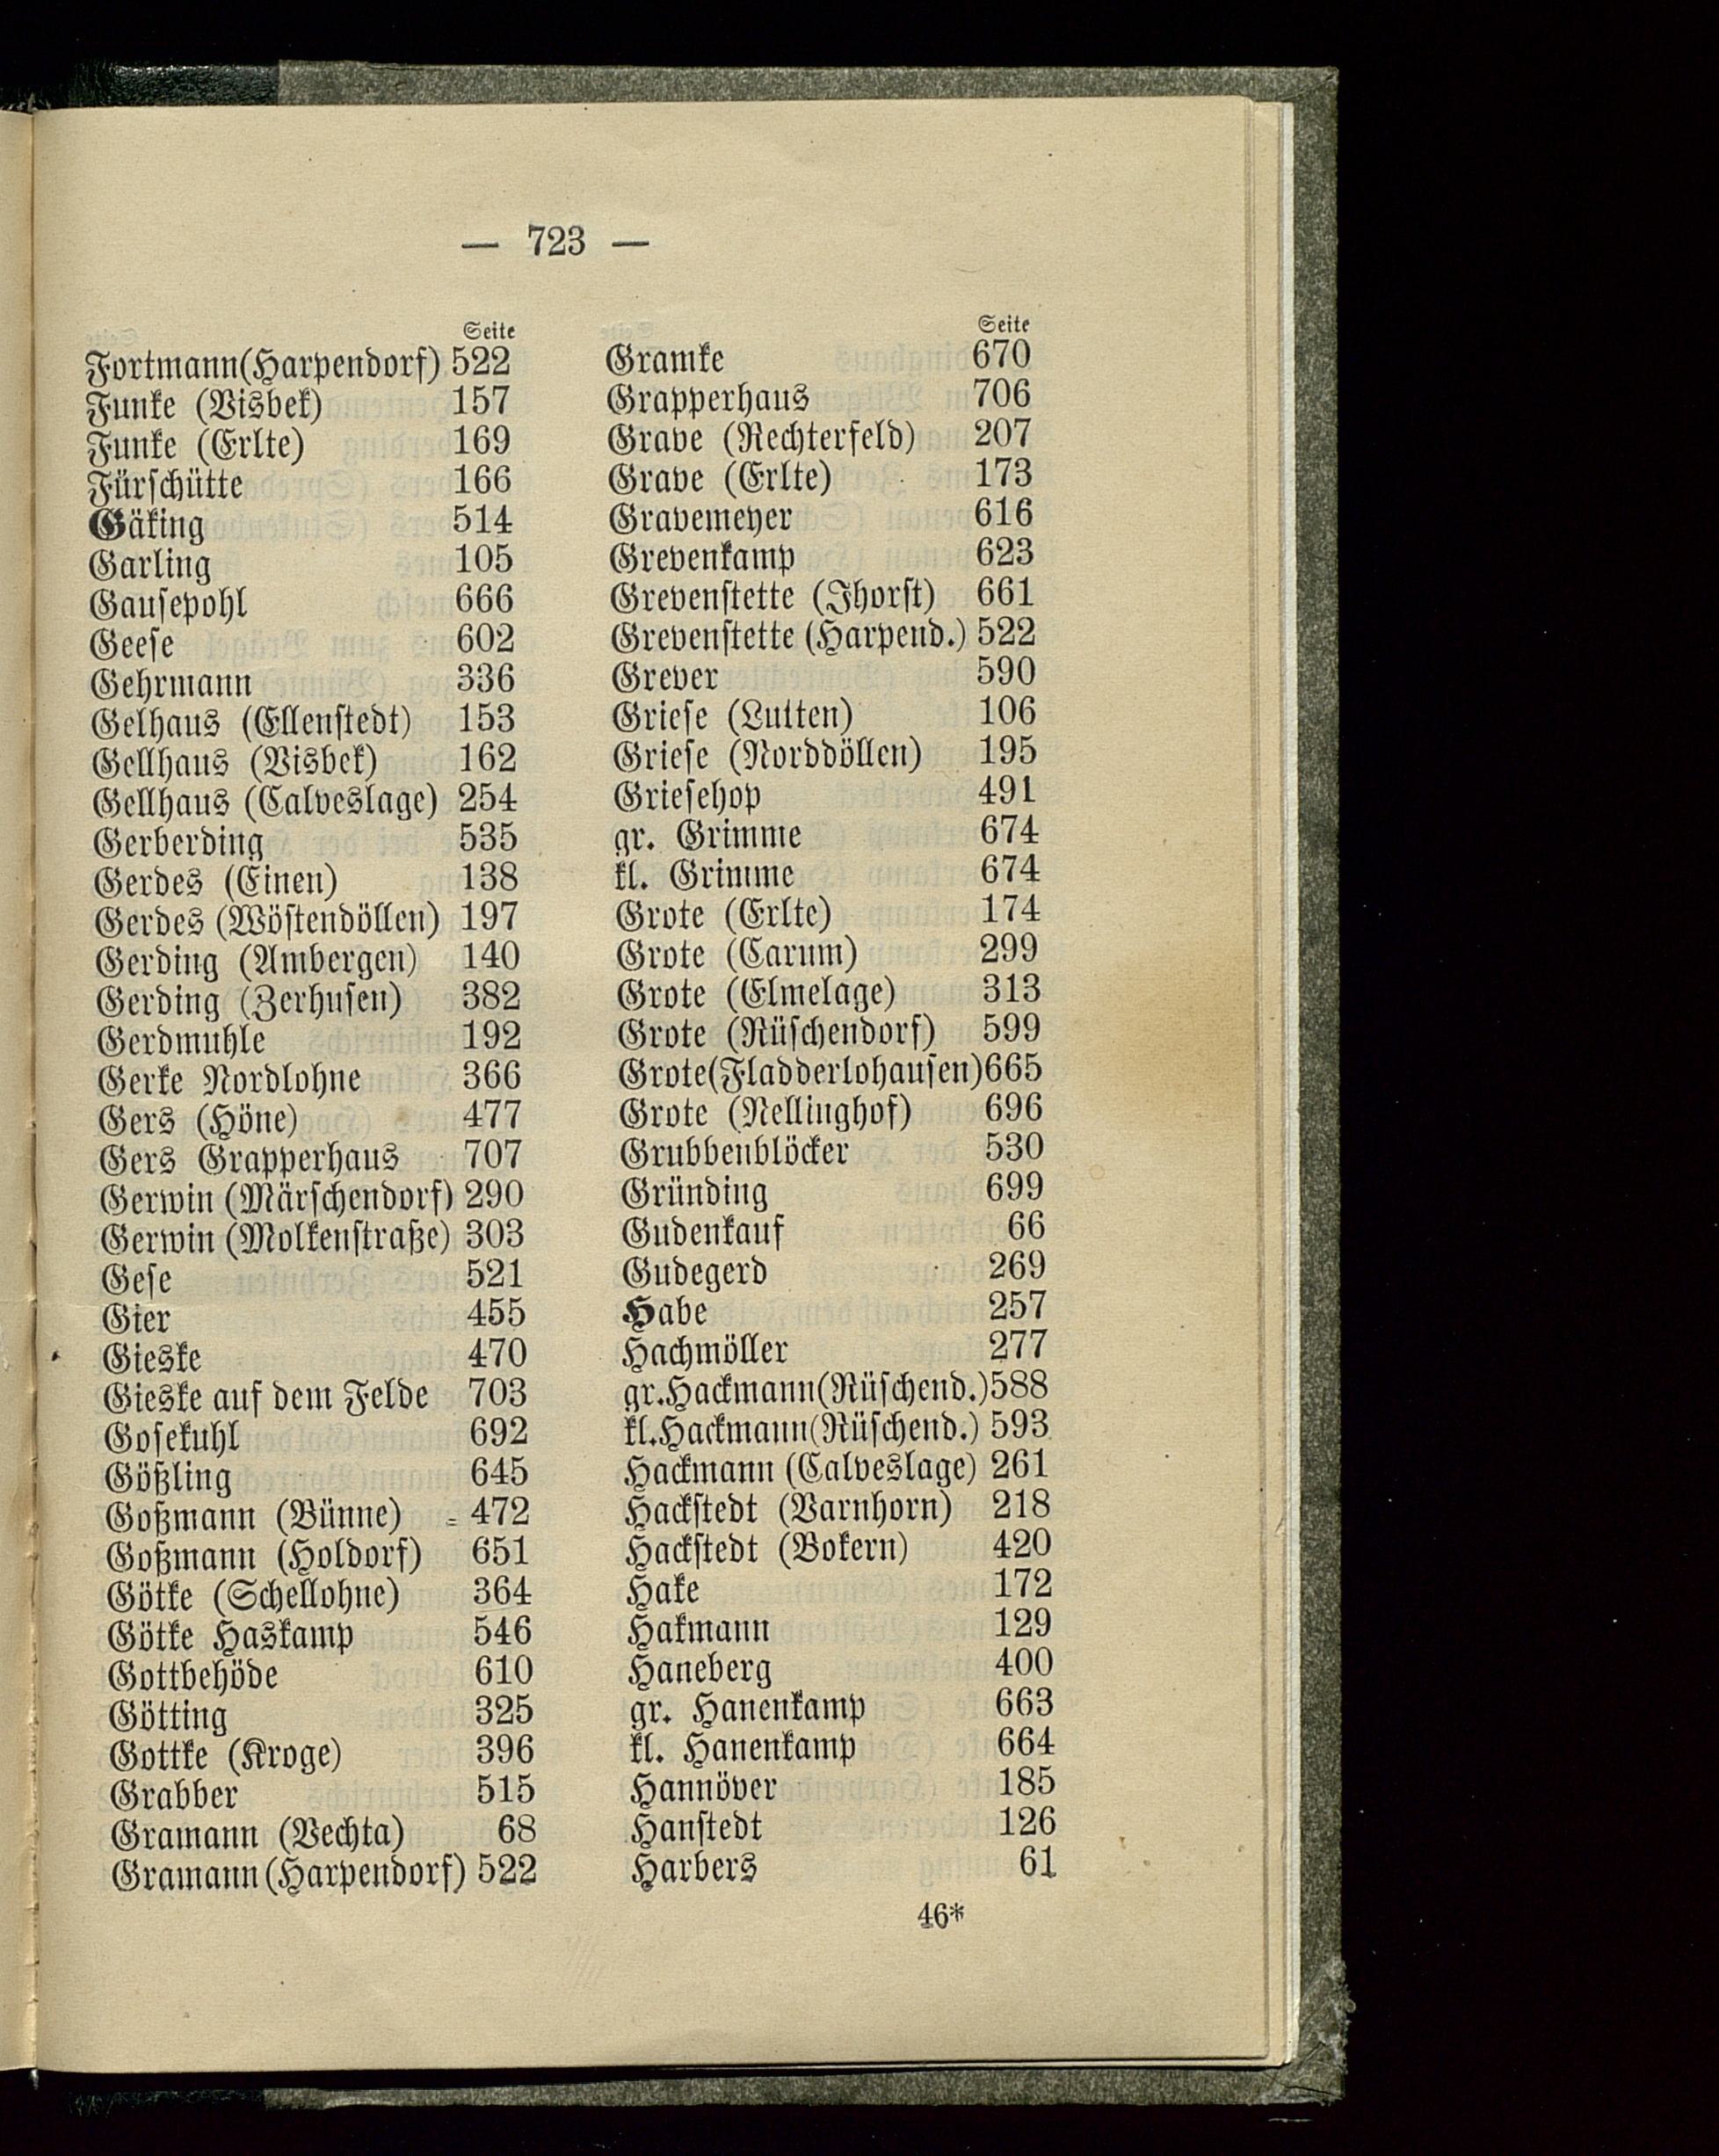 — 723 —
Seite
Fortmann(Harpendorf) 522
Funke (Visbek) 157
Funke (Erlte) 169
Fürschütte 166
Gäking 514
Garling 105
Gausepohl 666
Geese 602
Gehrmann 336
Gelhaus (Ellenstedt) 153
Gellhaus (Visbek) 162
Gellhaus (Calveslage) 254
Gerberding 535
Gerdes (Einen) 138
Gerdes (Wöstendöllen) 197
Gerding (Ambergen) 140
Gerding (Zerhusen) 382
Gerdmuhle 192
Gerke Nordlohne 366
Gers (Höne) 477
Gers Grapperhaus 707
Gerwin (Märschendorf) 290
Gerwin (Molkenstraße) 303
Gese 521
Gier 455
Gieske 470
Gieske auf dem Felde 703
Gosekuhl 692
Gößling 645
Goßmann (Bünne) 472
Goßmann (Holdorf) 651
Götke (Schellohne) 364
Götke Haskamp 546
Gottbehöde 610
Götting 325
Gottke (Kroge) 396
Grabber 515
Gramann (Vechta) 68
Gramann (Harpendorf) 522
Seite
Gramke 670
Grapperhaus 706
Grave (Rechterfeld) 207
Grave (Erlte) 173
Gravemeyer 616
Grevenkamp 623
Grevenstette (Ihorst) 661
Grevenstette (Harpend.) 522
Grever 590
Griese (Lutten) 106
Griese (Norddöllen) 195
Griesehop 491
gr. Grimme 674
kl. Grimme 674
Grote (Erlte) 174
Grote (Carum) 299
Grote (Elmelage) 313
Grote (Rüschendorf) 599
Grote(Fladderlohausen)665
Grote (Nellinghof) 696
Grubbenblöcker 530
Gründing 699
Gudenkauf 66
Gudegerd 269
Habe 257
Hachmöller 277
gr.Hackmann(Rüschend.)588
kl.Hackmann(Rüschend.) 593
Hackmann (Calveslage) 261
Hackstedt (Varnhorn) 218
Hackstedt (Bokern) 420
Hake 172
Hakmann 129
Haneberg 400
gr. Hanenkamp 663
kl. Hanenkamp 664
Hannöver 185
Hanstedt 126
Harbers 61
46*